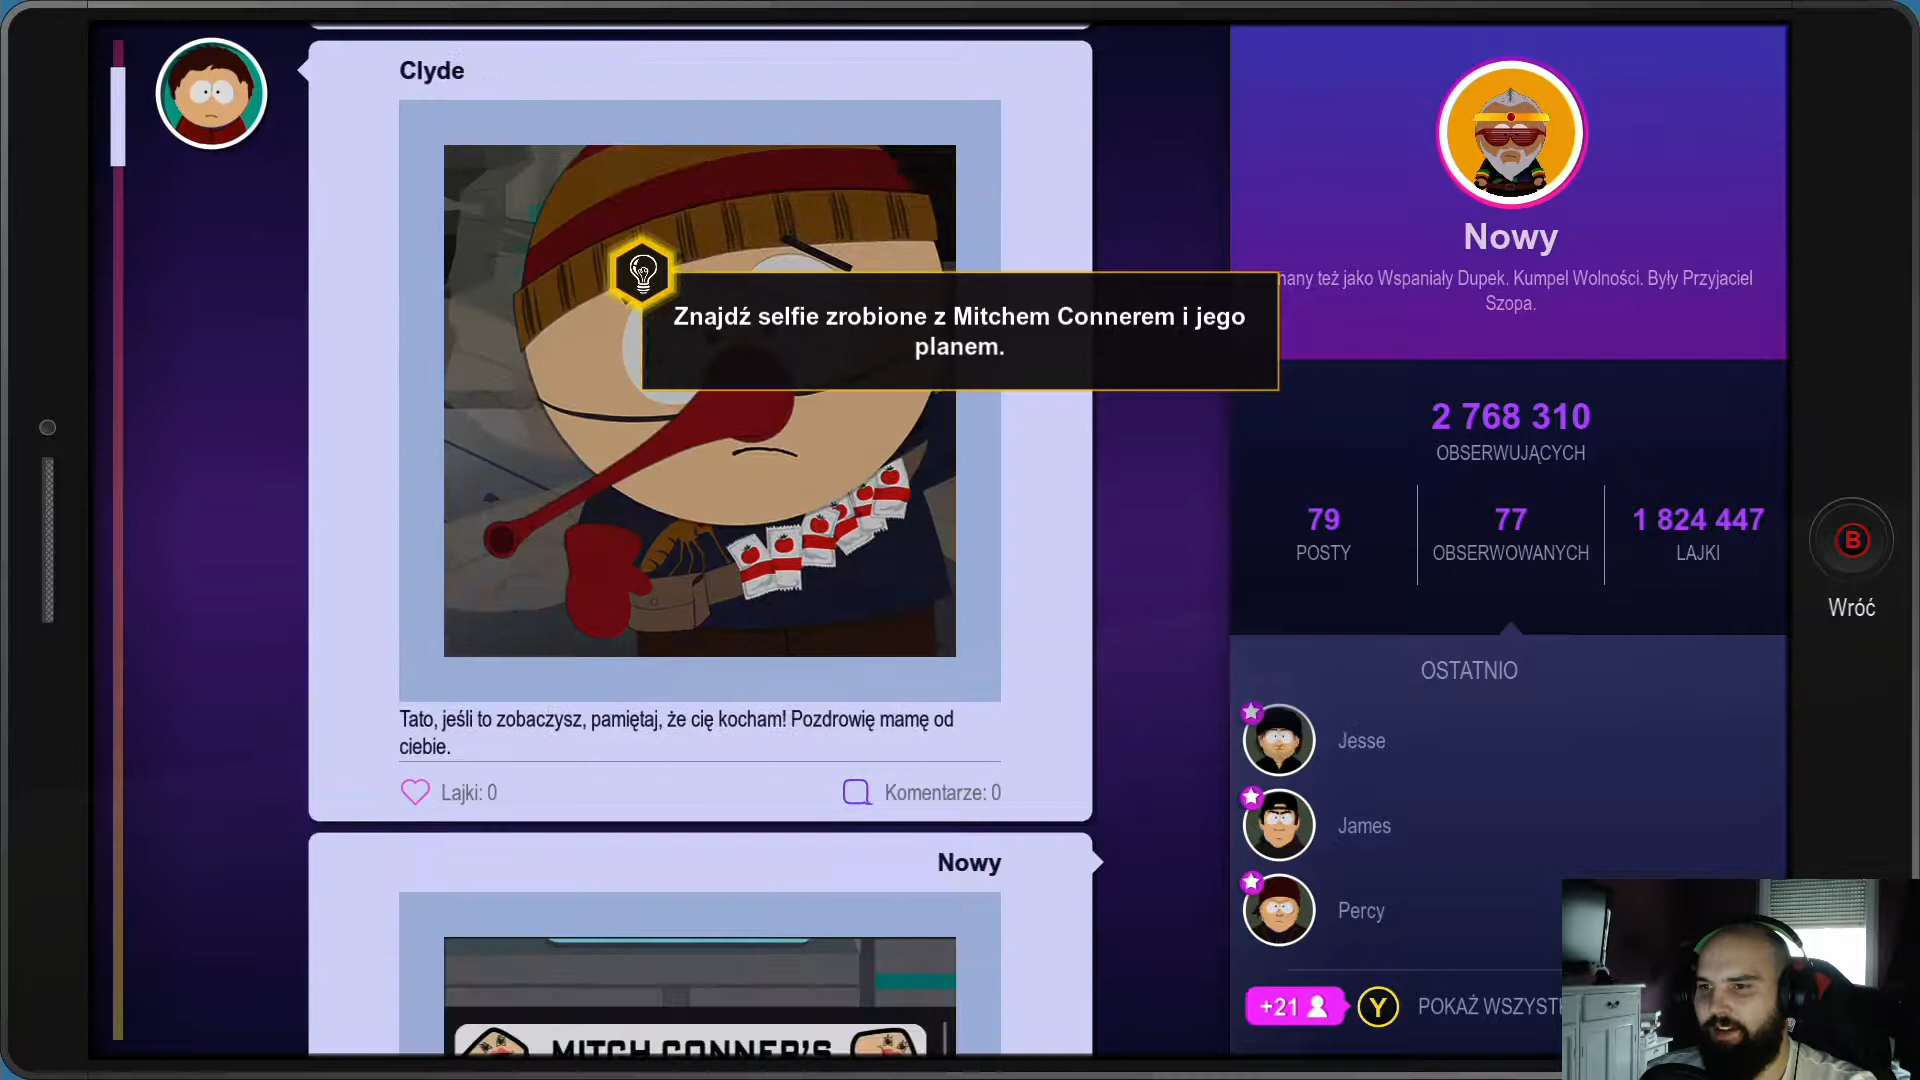 Clyde
Znajdź selfie zrobione z Mitchem Connerem i jego
planem.
Tato, jeśli to zobaczysz, pamiętaj, że cię kocham! Pozdrowię mamę od
ciebie.
Lajki: 0
Komentarze: 0
Nowy
MITCH CONNER'S
Nowy
też jako Wspaniały Dupek. Kumpel Wolności. Były Przyjaciel
Szopa.
2 768 310
OBSERWUJĄCYCH
79
POSTY
77
OBSERWOWANYCH
1 824 447
LAJKI
OSTATNIO
Jesse
James
Percy
+21
Y
POKAŻ
B
Wróć